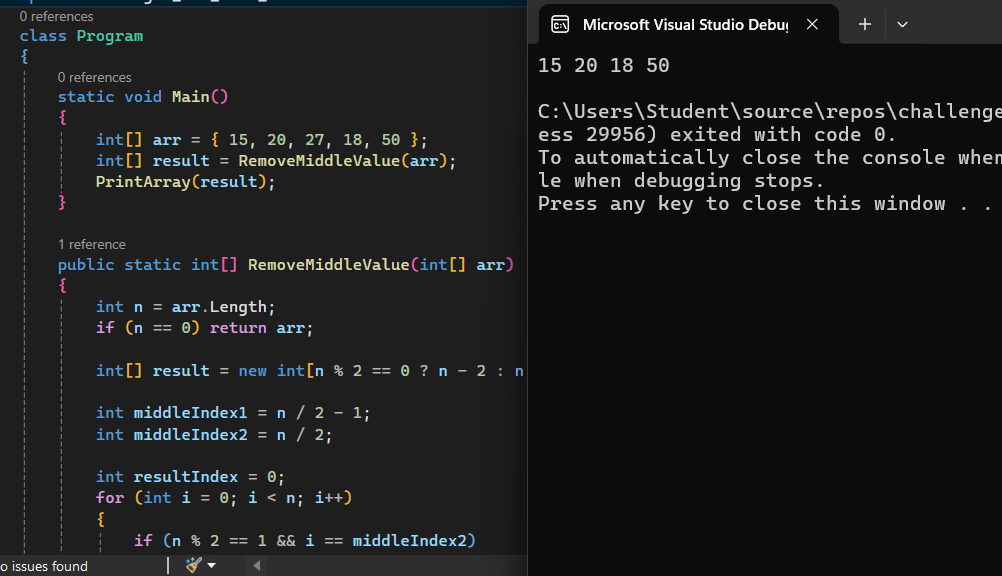 0 references
class Program
{
0 references
static void Main()
{
int[] arr = { 15, 20, 27, 18, 50 };
int[] result = RemoveMiddleValue(arr);
PrintArray(result);
}
1 reference
public static int[] RemoveMiddleValue(int[] arr)
{
int n = arr.Length;
if (n == 0) return arr;
int[] result = new int[n % 2 == 0 ? n - 2 : n
int middleIndex1 = n / 2 - 1;
int middleIndex2 = n / 2;
int resultIndex = 0;
for (int i = 0; i < n; i++)
{
if (n % 2 == 1 && i == middleIndex2)
o issues found
Microsoft Visual Studio Debu
15 20 18 50
C:\Users\Student\source\repos\challenge
ess 29956) exited with code 0.
To automatically close the console when
le when debugging stops.
Press any key to close this window . .